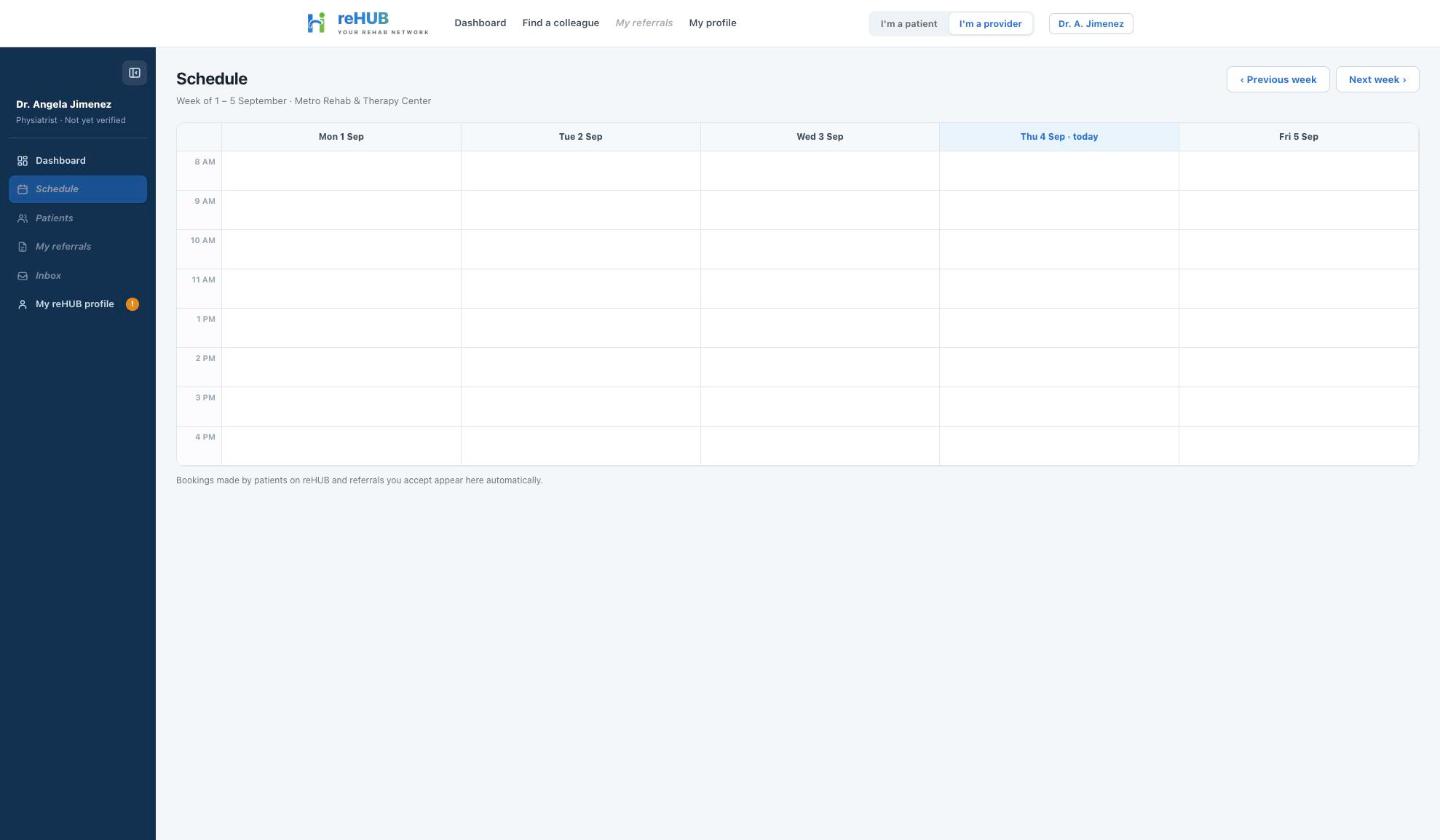 reHUB
YOUR REHAB NETWORK
Dashboard
Find a colleague
My referrals
My profile
I'm a patient
I'm a provider
Dr. A. Jimenez
Dr. Angela Jimenez
Physiatrist · Not yet verified
Dashboard
Schedule
Patients
My referrals
Inbox
My reHUB profile !
Schedule
Week of 1 – 5 September · Metro Rehab & Therapy Center
‹ Previous week
Next week ›
Mon 1 Sep
Tue 2 Sep
Wed 3 Sep
Thu 4 Sep · today
Fri 5 Sep
8 AM
9 AM
10 AM
11 AM
1 PM
2 PM
3 PM
4 PM
Bookings made by patients on reHUB and referrals you accept appear here automatically.